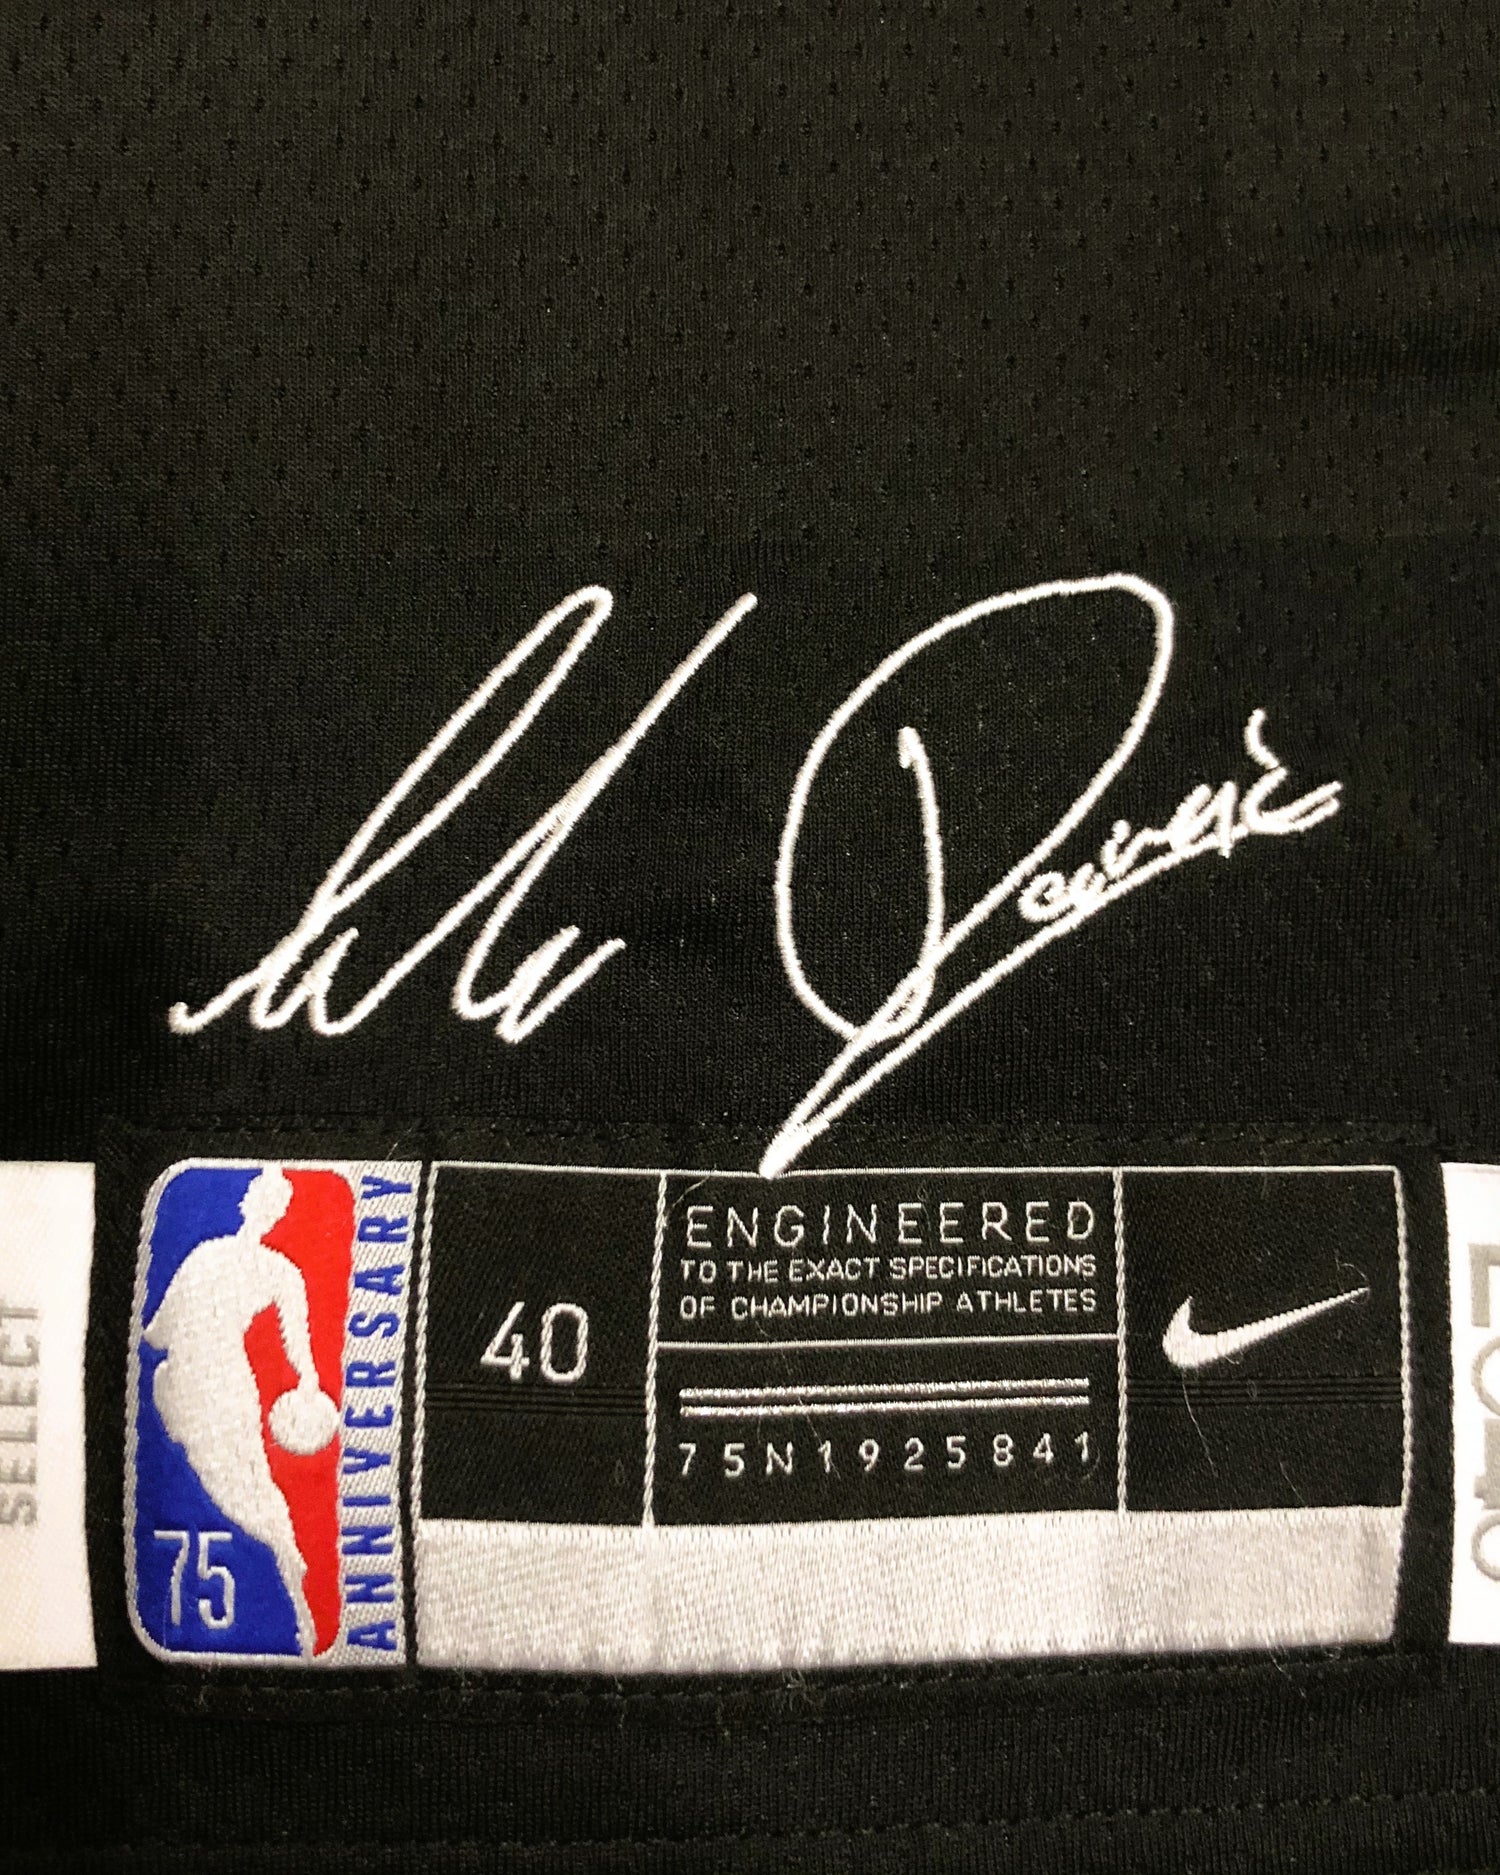 ENGINEERED
TO THE EXACT SPECIFICATIONS
OF CHAMPIONSHIP ATHLETES
40
75N1925841
ANNIVERSARY
75
SELECT